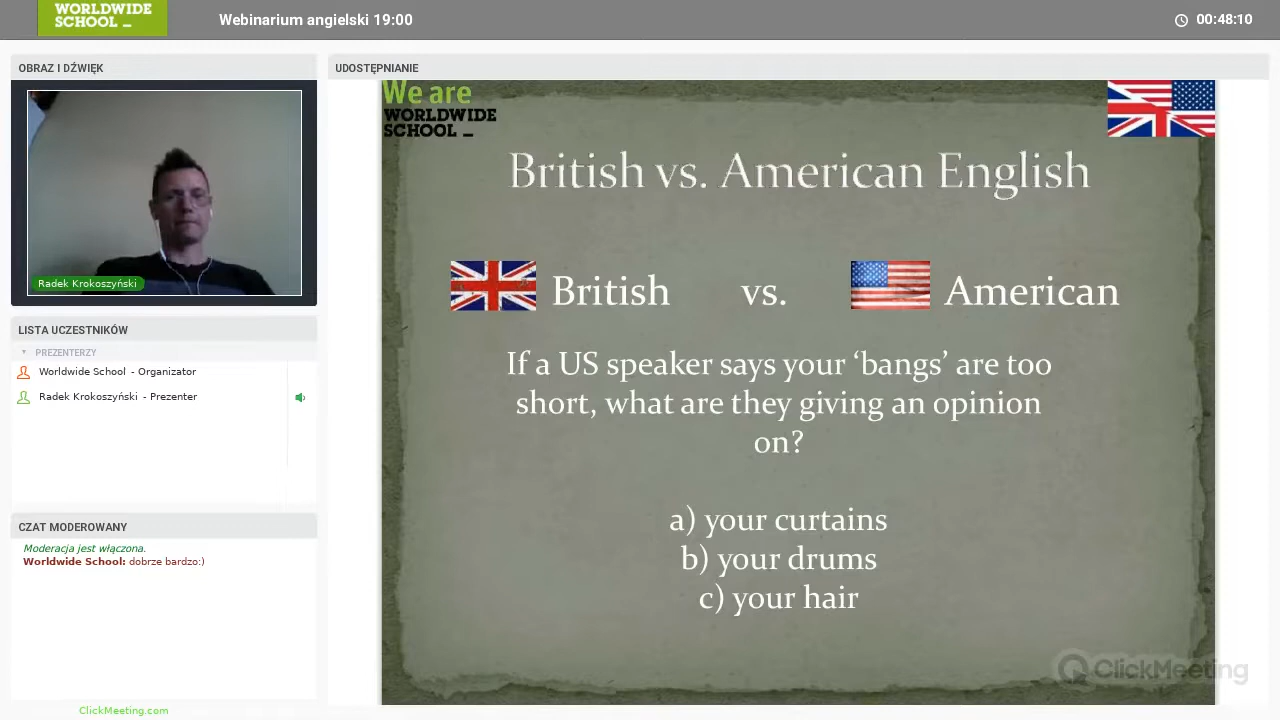 WORLDWIDE
SCHOOL _
Webinarium angielski 19:00
00:48:10
OBRAZ I DŹWIĘK
Radek Krokoszyński
LISTA UCZESTNIKÓW
PREZENTERZY
Worldwide School - Organizator
Radek Krokoszyński - Prezenter
CZAT MODEROWANY
Moderacja jest włączona.
Worldwide School: dobrze bardzo:)
ClickMeeting.com
UDOSTĘPNIANIE
We are
WORLDWIDE
SCHOOL _
British vs. American English
British vs. American
If a US speaker says your ‘bangs’ are too
short, what are they giving an opinion
on?
a) your curtains
b) your drums
c) your hair
ClickMeeting